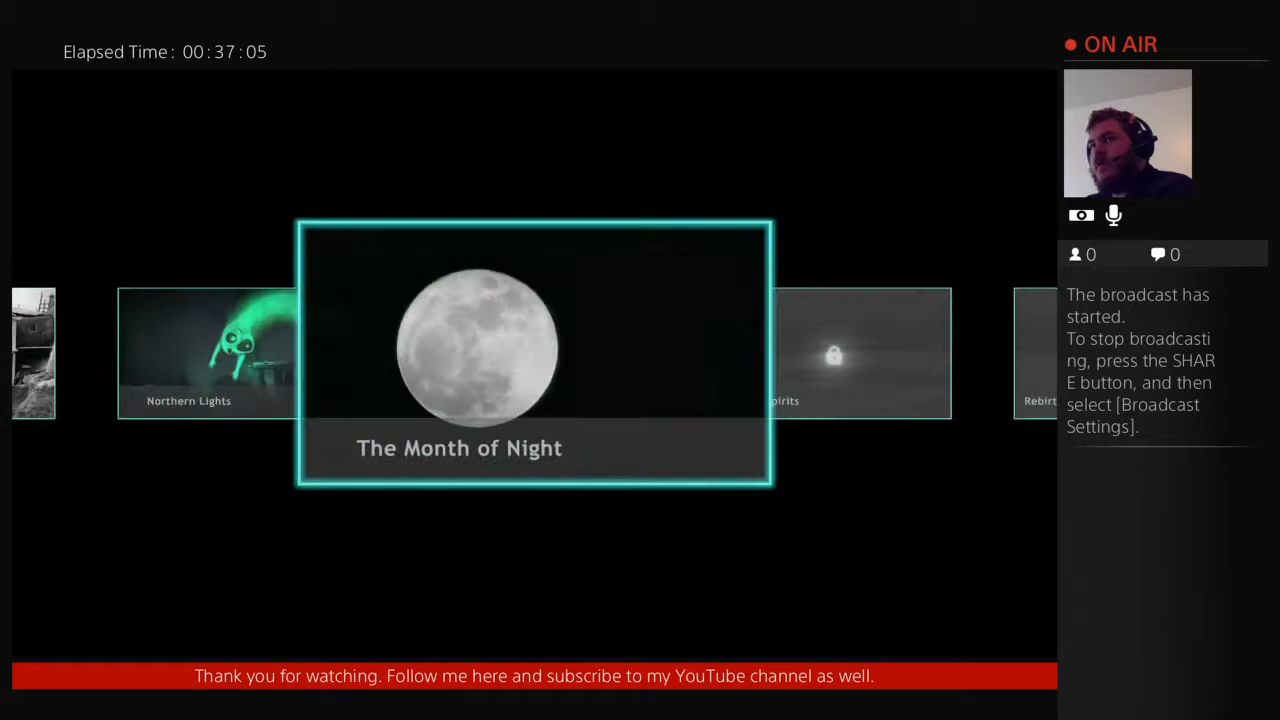 Elapsed Time: 00:37:05
ON AIR
0 0
The broadcast has
started.
To stop broadcasti
ng, press the SHAR
E button, and then
select [Broadcast
Settings].
Northern Lights
The Month of Night
pirits
Rebirt
Thank you for watching. Follow me here and subscribe to my YouTube channel as well.